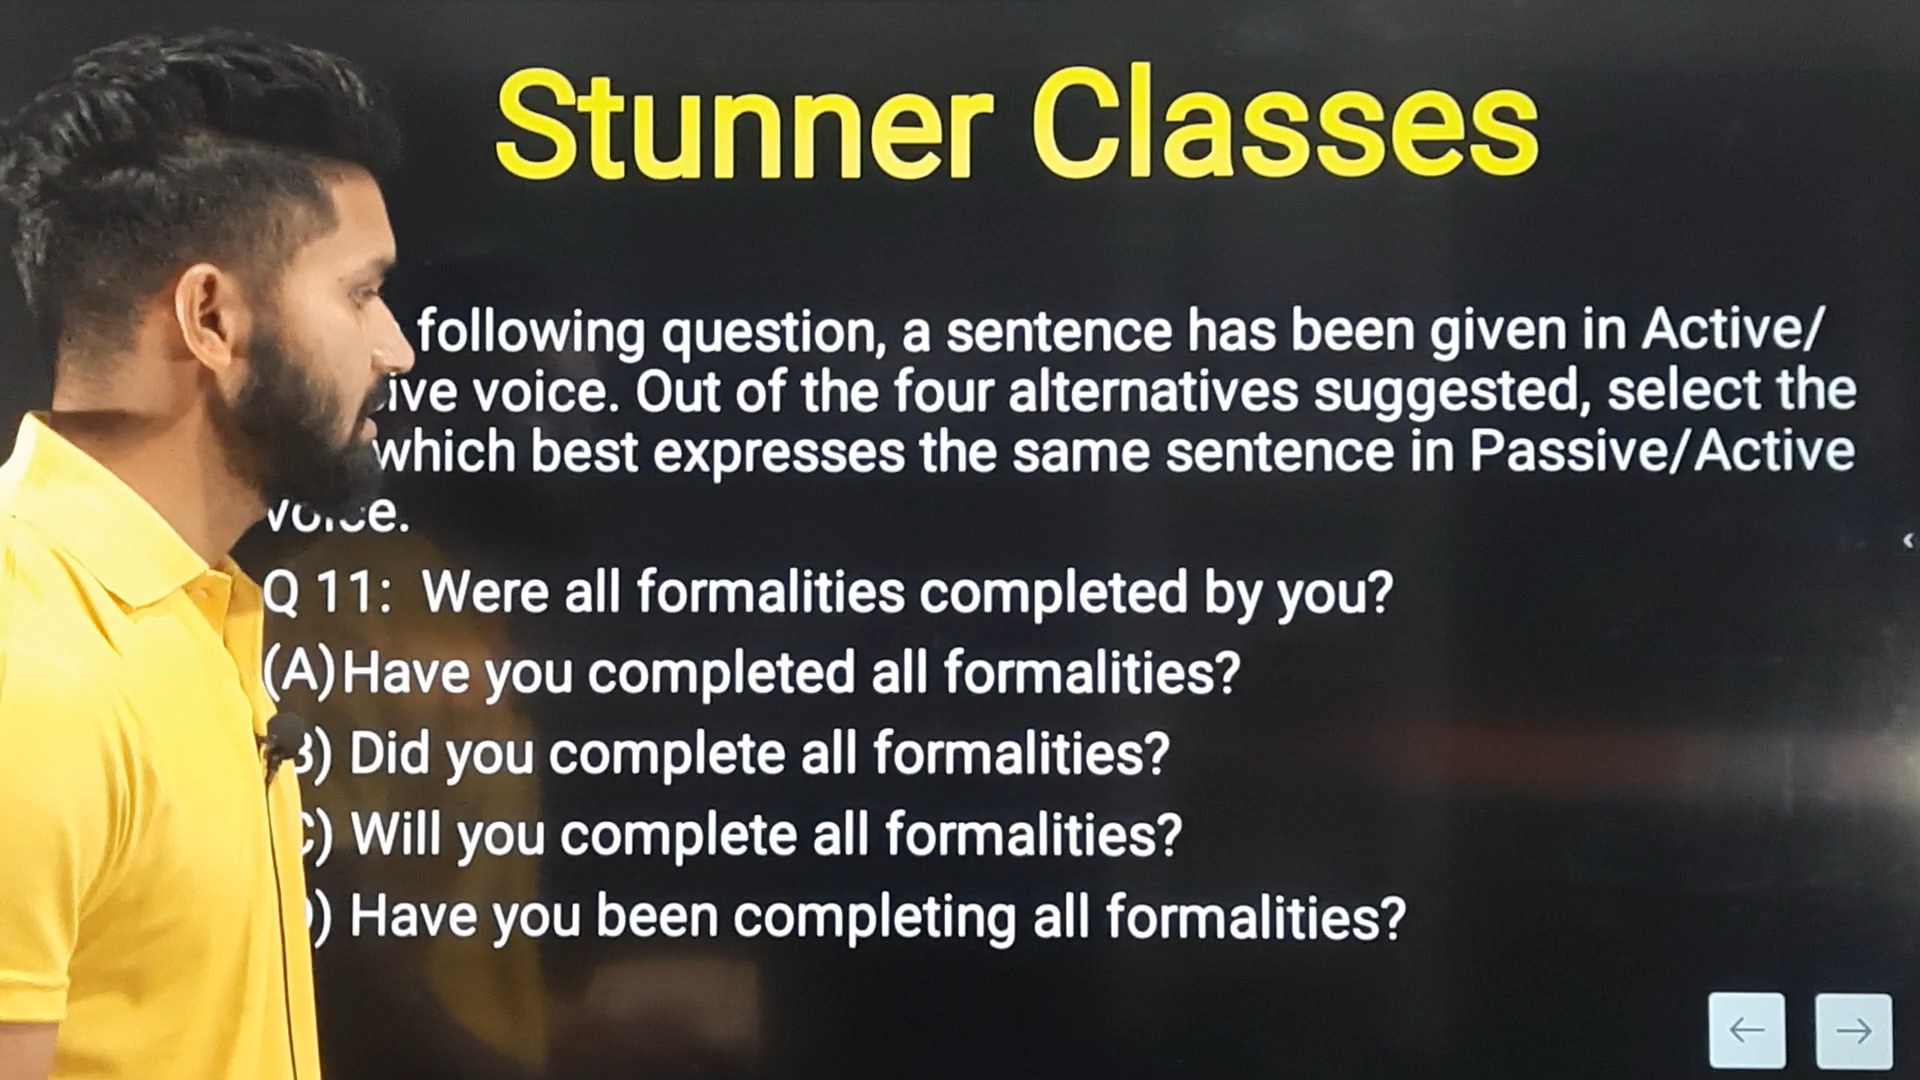 Stunner Classes
following question, a sentence has been given in Active/
voice. Out of the four alternatives suggested, select the
which best expresses the same sentence in Passive/Active
voice.
Q 11: Were all formalities completed by you?
(A) Have you completed all formalities?
B) Did you complete all formalities?
C) Will you complete all formalities?
) Have you been completing all formalities?